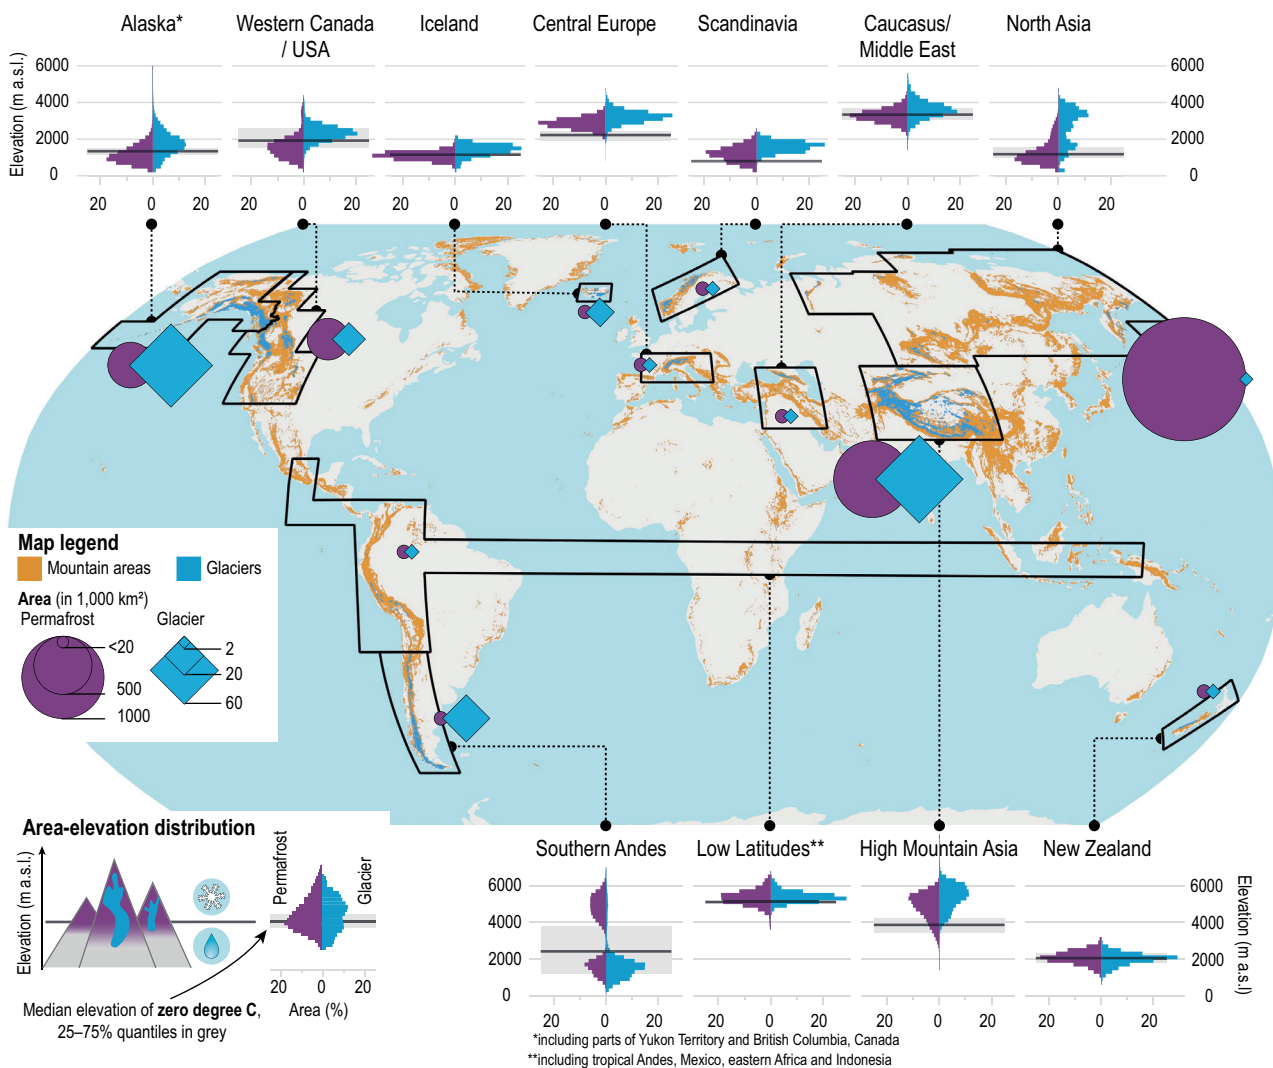 Alaska*
Western Canada
/ USA
Iceland
Central Europe
Scandinavia
Caucasus/
Middle East
North Asia
Elevation (m a.s.l.)
6000
4000
2000
0
6000
4000
2000
0
20 0 20
20 0 20
20 0 20
20 0 20
20 0 20
20 0 20
20 0 20
Map legend
Mountain areas
Glaciers
Area (in 1,000 km²)
Permafrost
Glacier
<20
500
1000
2
20
60
Area-elevation distribution
Elevation (m a.s.l.)
Permafrost
Glacier
20 0 20
Area (%)
Median elevation of zero degree C,
25–75% quantiles in grey
Southern Andes
Low Latitudes**
High Mountain Asia
New Zealand
6000
4000
2000
0
6000
4000
2000
0
Elevation (m a.s.l)
20 0 20
20 0 20
20 0 20
20 0 20
*including parts of Yukon Territory and British Columbia, Canada
**including tropical Andes, Mexico, eastern Africa and Indonesia